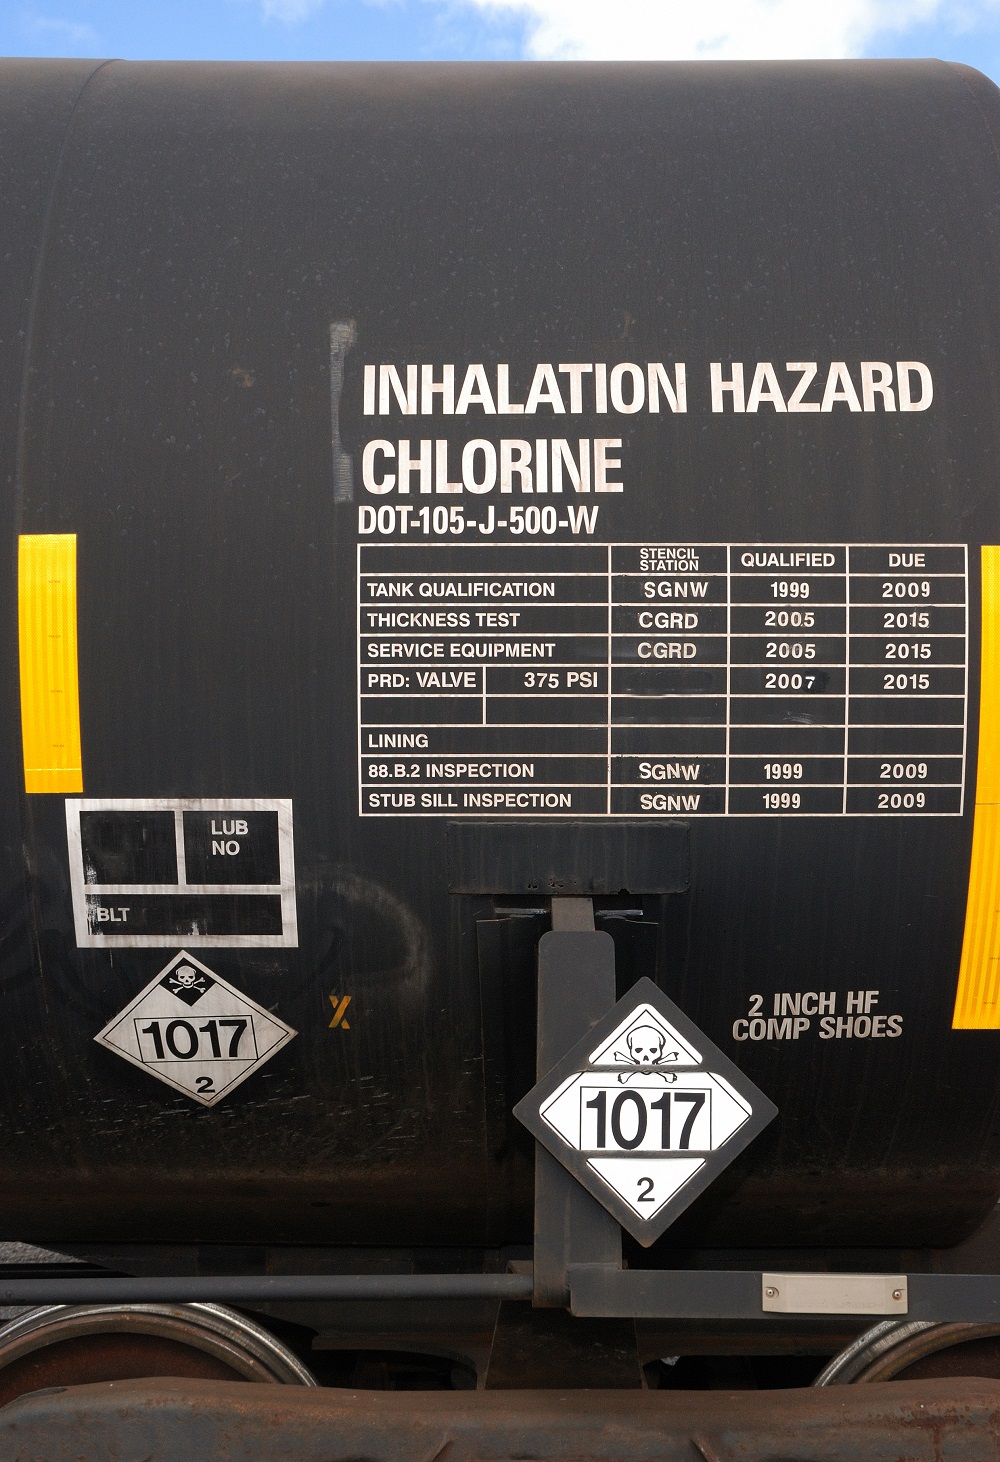 INHALATION HAZARD
CHLORINE
DOT-105-J-500-W
STENCIL STATION QUALIFIED DUE
TANK QUALIFICATION SGNW 1999 2009
THICKNESS TEST CGRD 2005 2015
SERVICE EQUIPMENT CGRD 2005 2015
PRD: VALVE 375 PSI 2007 2015
LINING
88.B.2 INSPECTION SGNW 1999 2009
STUB SILL INSPECTION SGNW 1999 2009
LUB
NO
BLT
1017
2
X
2 INCH HF
COMP SHOES
1017
2